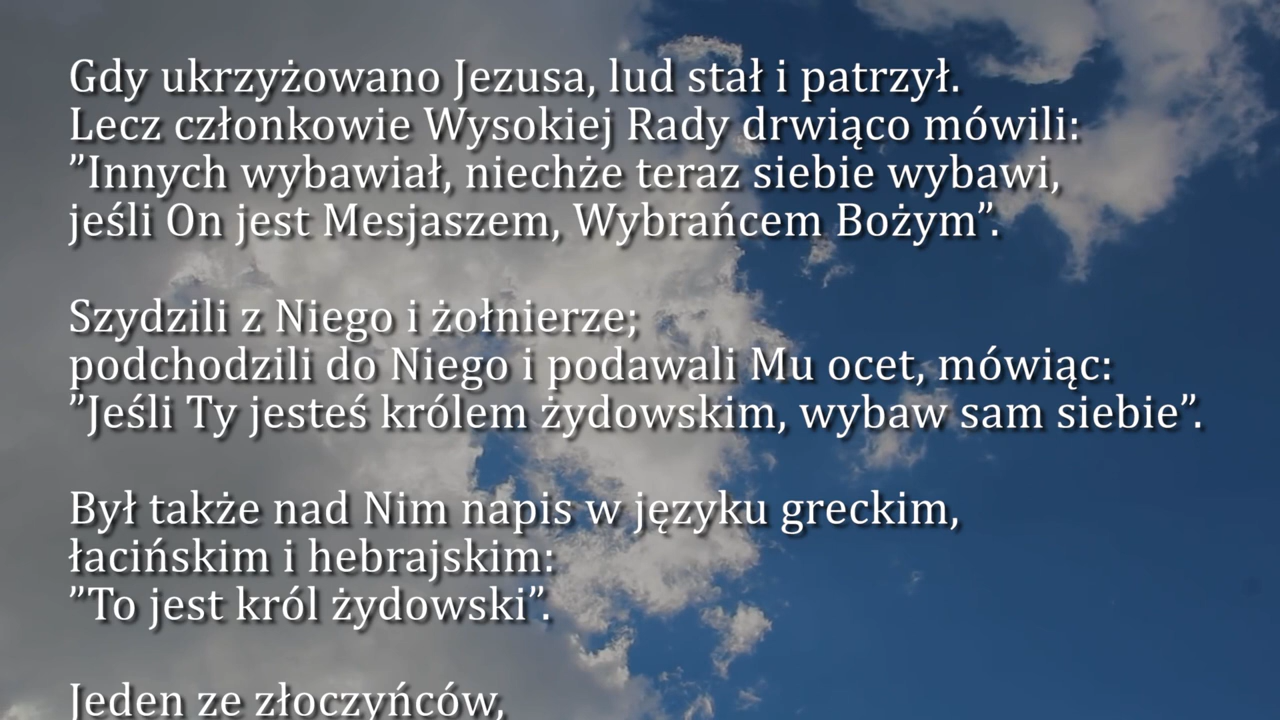 Gdy ukrzyżowano Jezusa, lud stał i patrzył.
Lecz członkowie Wysokiej Rady drwiąco mówili:
”Innych wybawiał, niechże teraz siebie wybawi,
jeśli On jest Mesjaszem, Wybrańcem Bożym”.
Szydzili z Niego i żołnierze;
podchodzili do Niego i podawali Mu ocet, mówiąc:
”Jeśli Ty jesteś królem żydowskim, wybaw sam siebie”.
Był także nad Nim napis w języku greckim,
łacińskim i hebrajskim:
”To jest król żydowski”.
Jeden ze złoczyńców,